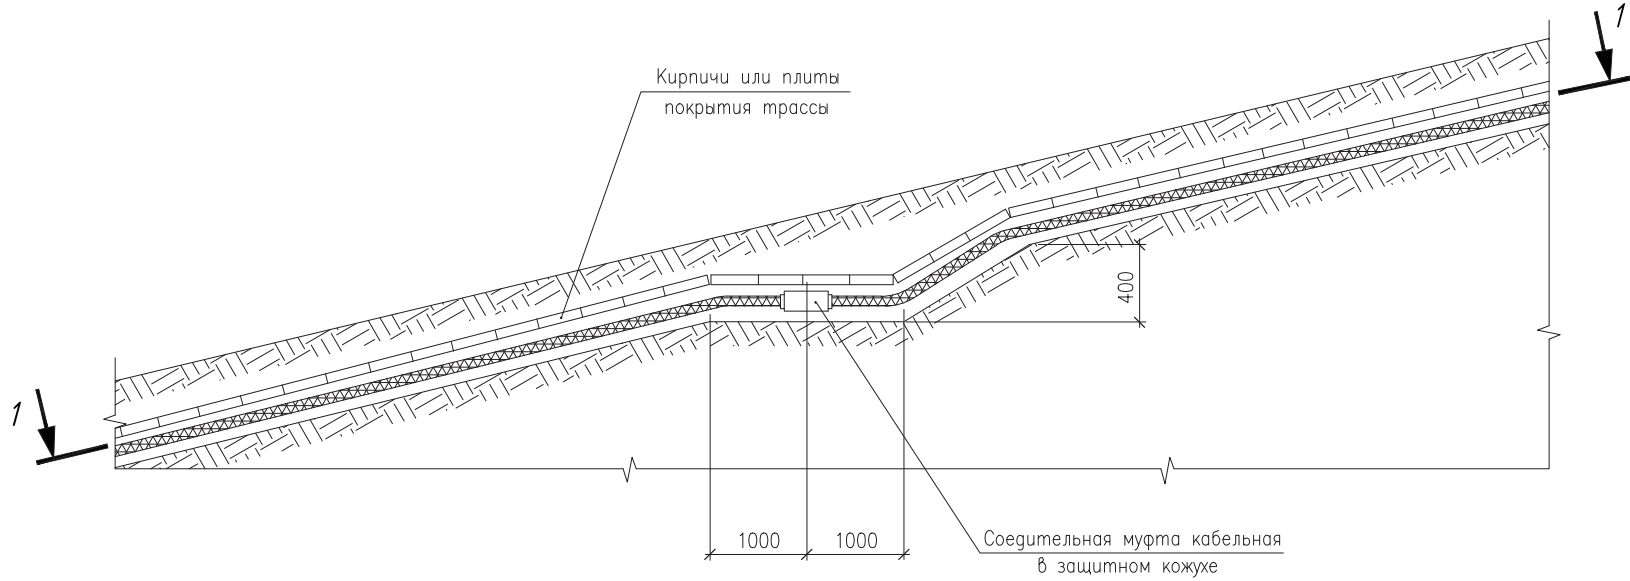 1
Кирпичи или плиты
покрытия трассы
400
1
1000
1000
Соедительная муфта кабельная
в защитном кожухе